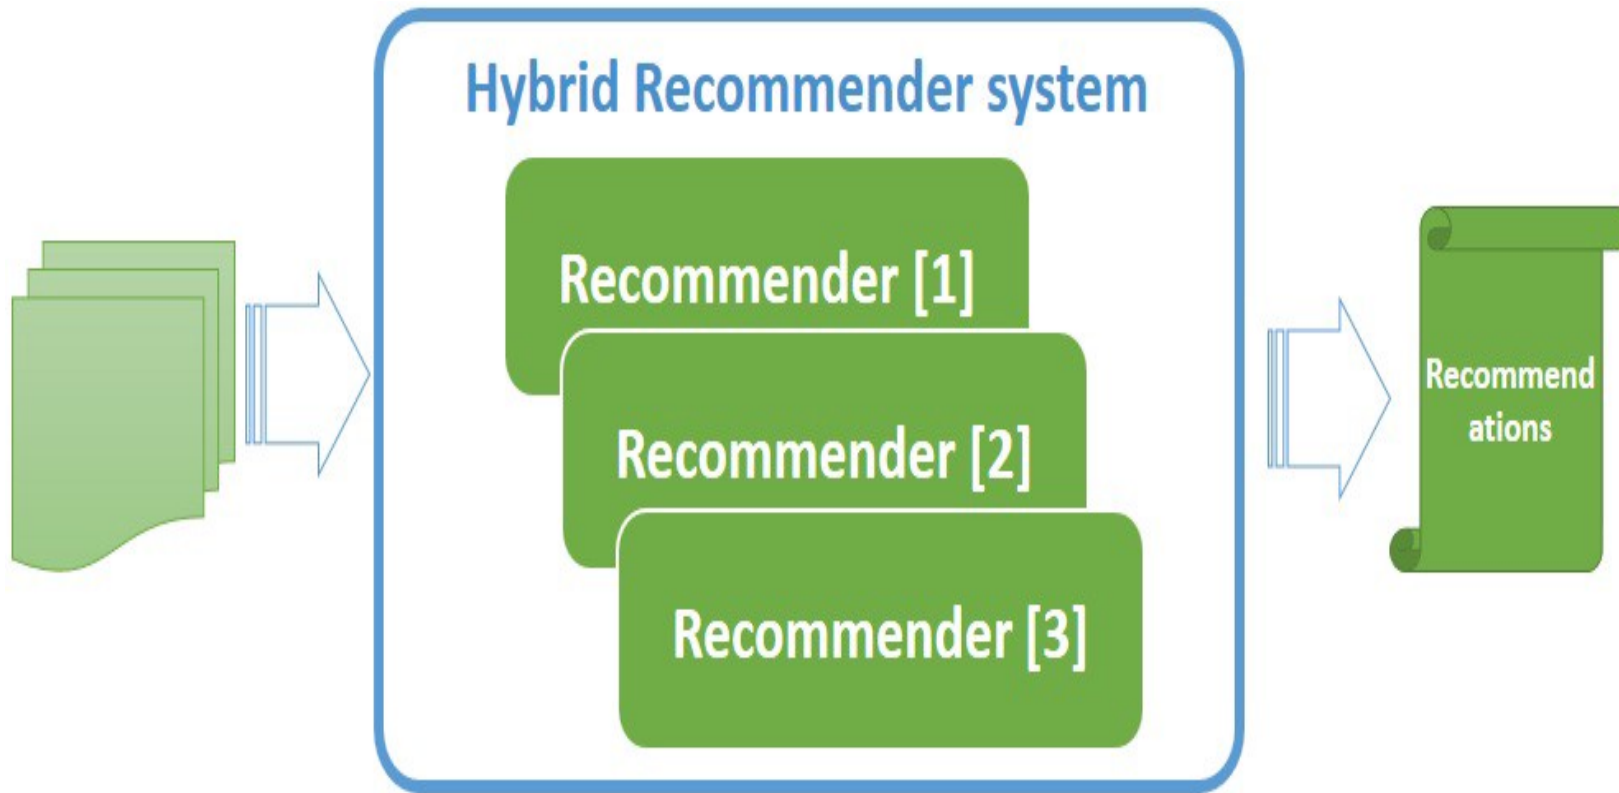 Hybrid Recommender system
Recommender [1]
Recommender [2]
Recommender [3]
Recommend
ations